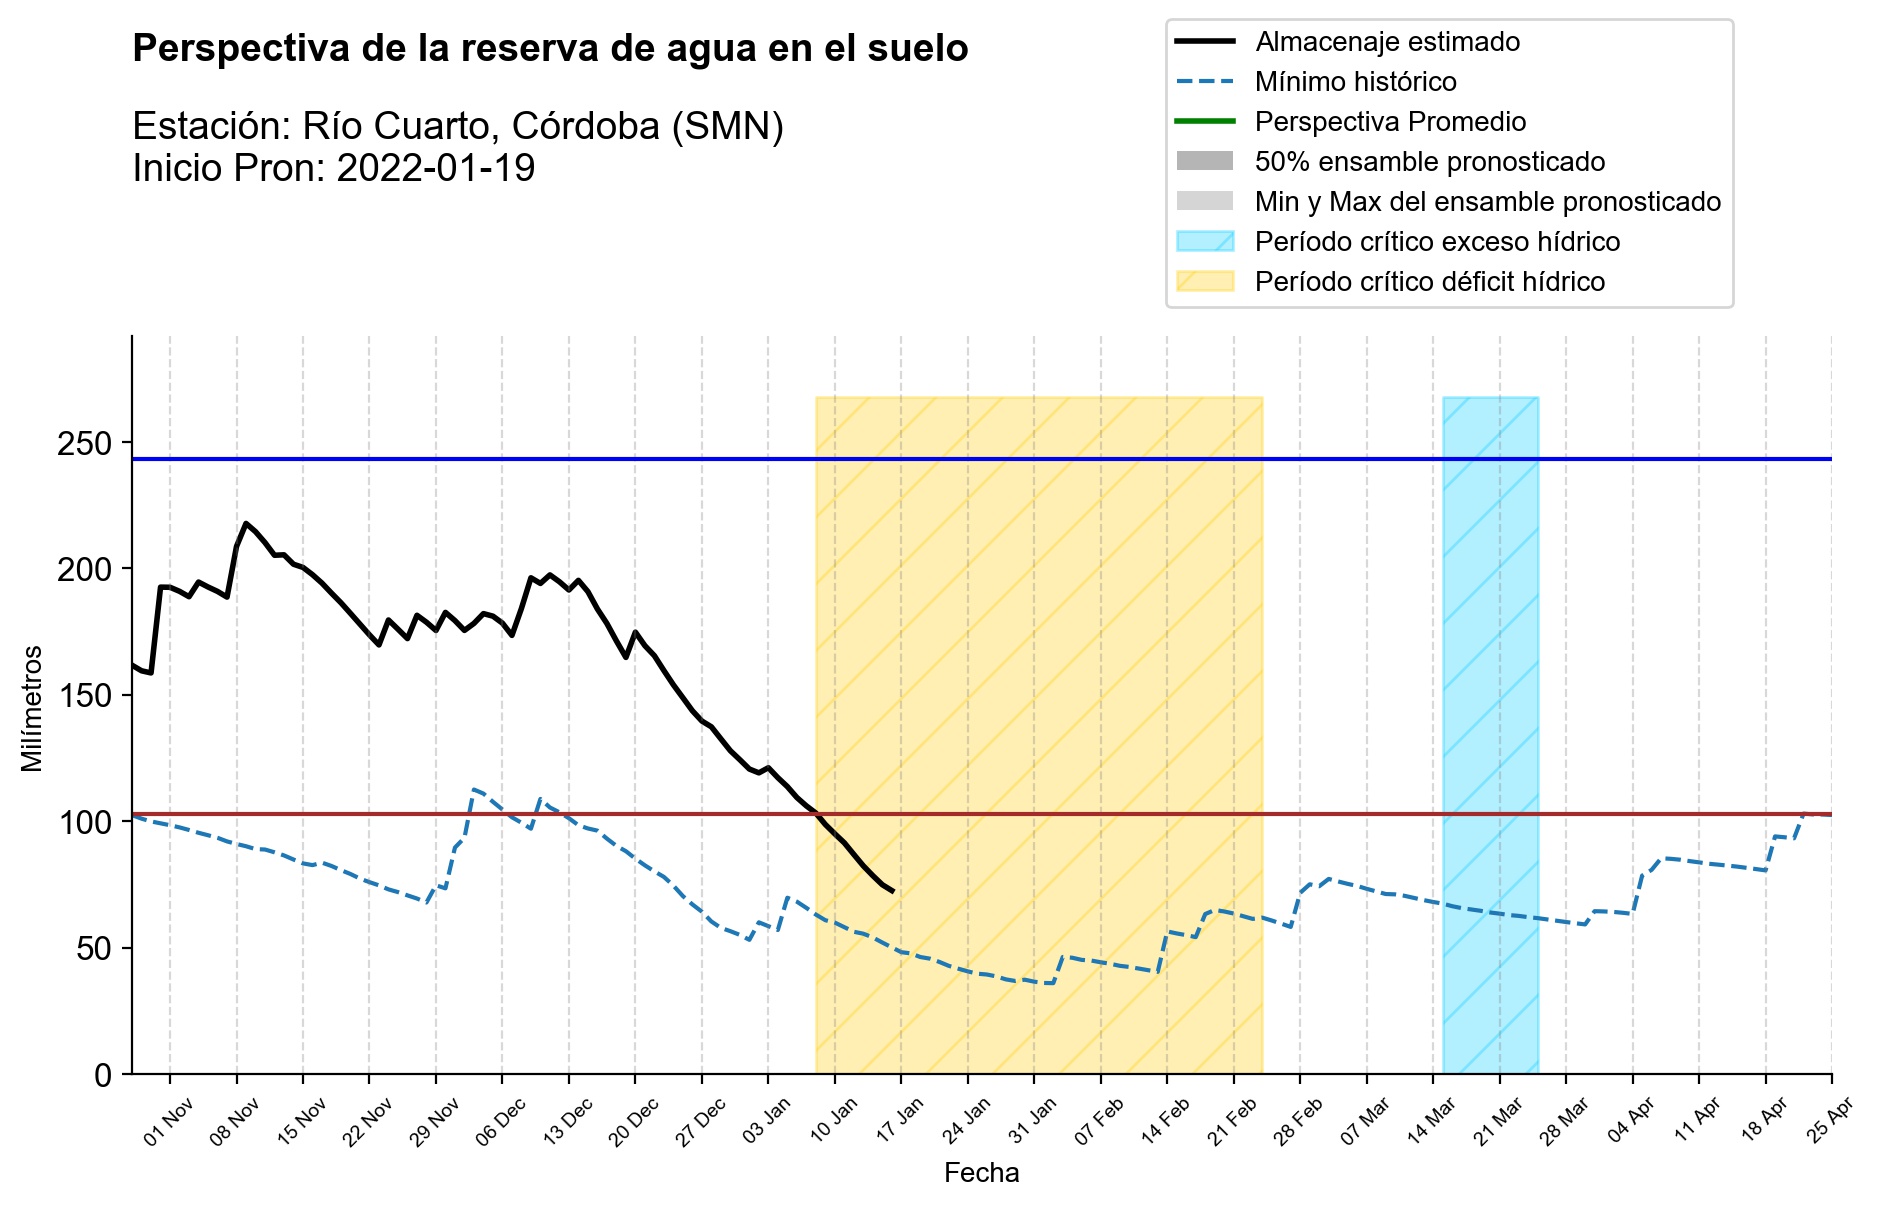 Perspectiva de la reserva de agua en el suelo
Estación: Río Cuarto, Córdoba (SMN)
Inicio Pron: 2022-01-19
Almacenaje estimado
Mínimo histórico
Perspectiva Promedio
50% ensamble pronosticado
Min y Max del ensamble pronosticado
Período crítico exceso hídrico
Período crítico déficit hídrico
Milímetros
250
200
150
100
50
0
01 Nov
08 Nov
15 Nov
22 Nov
29 Nov
06 Dec
13 Dec
20 Dec
27 Dec
03 Jan
10 Jan
17 Jan
24 Jan
31 Jan
07 Feb
14 Feb
21 Feb
28 Feb
07 Mar
14 Mar
21 Mar
28 Mar
04 Apr
11 Apr
18 Apr
25 Apr
Fecha